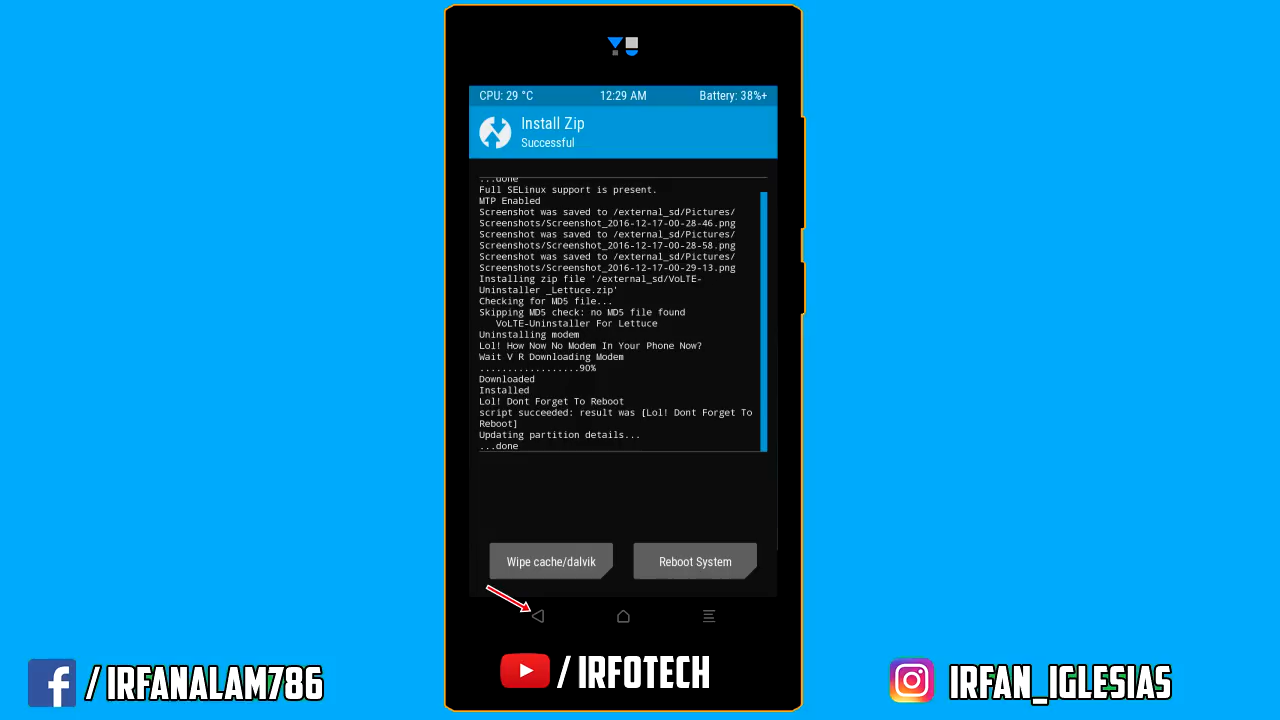 CPU: 29 °C 12:29 AM Battery: 38%+
Install Zip
Successful
...done
Full SELinux support is present.
MTP Enabled
Screenshot was saved to /external_sd/Pictures/
Screenshots/Screenshot_2016-12-17-00-28-46.png
Screenshot was saved to /external_sd/Pictures/
Screenshots/Screenshot_2016-12-17-00-28-58.png
Screenshot was saved to /external_sd/Pictures/
Screenshots/Screenshot_2016-12-17-00-29-13.png
Installing zip file '/external_sd/VoLTE-
Uninstaller _Lettuce.zip'
Checking for MD5 file...
Skipping MD5 check: no MD5 file found
VoLTE-Uninstaller For Lettuce
Uninstalling modem
Lol! How Now No Modem In Your Phone Now?
Wait V R Downloading Modem
..................90%
Downloaded
Installed
Lol! Dont Forget To Reboot
script succeeded: result was [Lol! Dont Forget To
Reboot]
Updating partition details...
...done
Wipe cache/dalvik Reboot System
f / IRFANALAM786
/ IRFOTECH
IRFAN_IGLESIAS